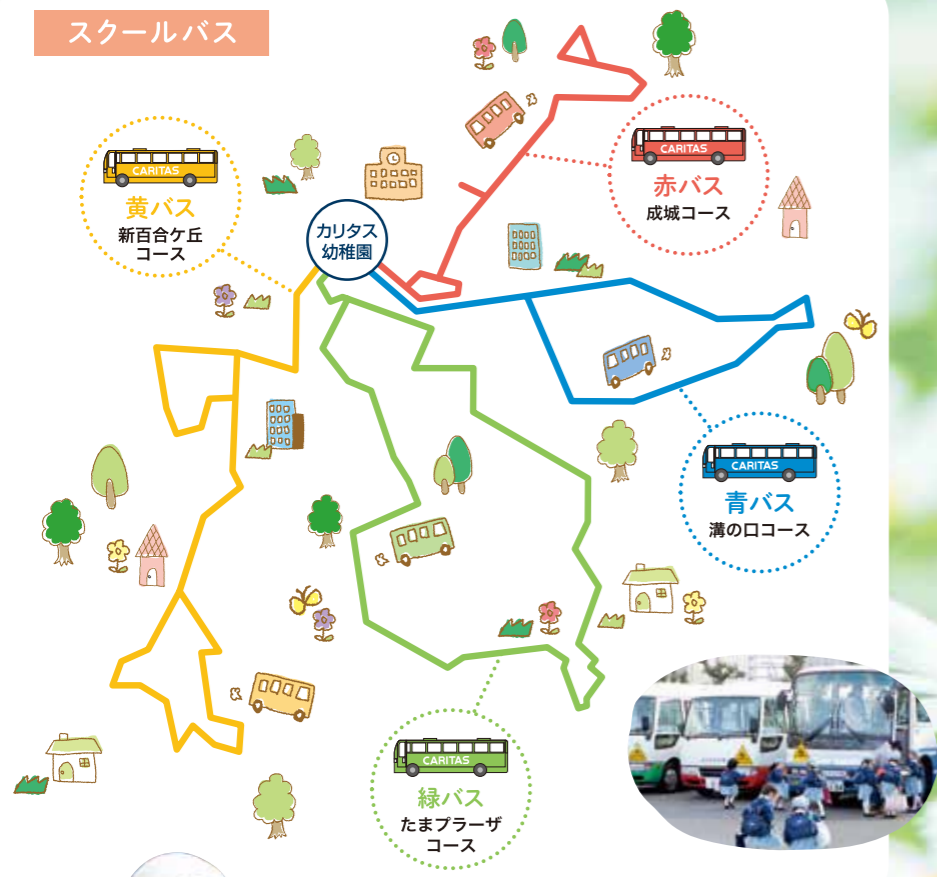 スクールバス
CARITAS
黄バス
新百合ケ丘
コース
カリタス
幼稚園
CARITAS
赤バス
成城コース
CARITAS
青バス
溝の口コース
CARITAS
緑バス
たまプラーザ
コース